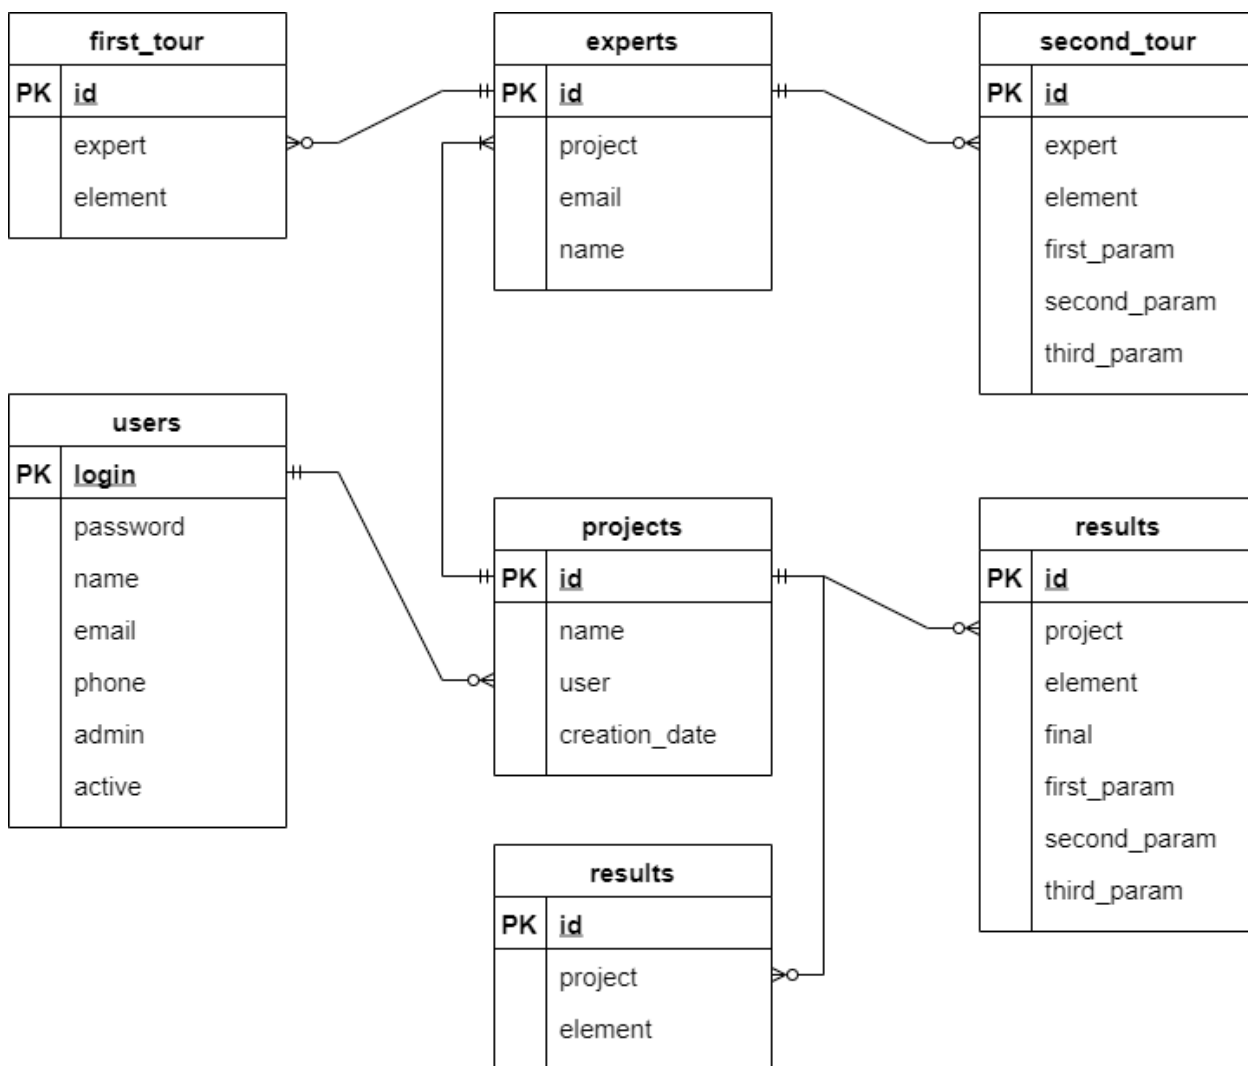 first_tour
PK id
expert
element
experts
PK id
project
email
name
second_tour
PK id
expert
element
first_param
second_param
third_param
users
PK login
password
name
email
phone
admin
active
projects
PK id
name
user
creation_date
results
PK id
project
element
final
first_param
second_param
third_param
results
PK id
project
element